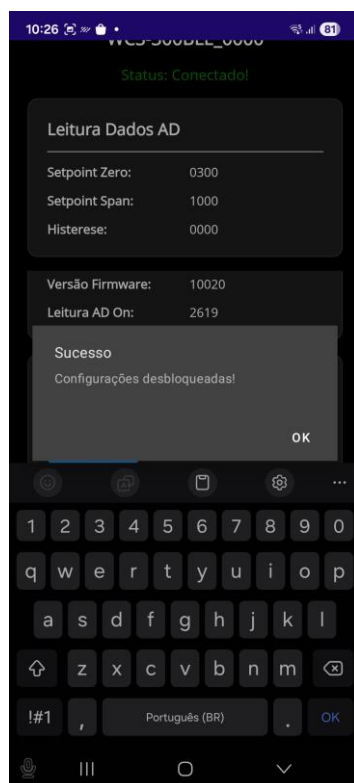 10:26 81
Status: Conectado!
Leitura Dados AD
Setpoint Zero: 0300
Setpoint Span: 1000
Histerese: 0000
Versão Firmware: 10020
Leitura AD On: 2619
Sucesso
Configurações desbloqueadas!
OK
1 2 3 4 5 6 7 8 9 0
q w e r t y u i o p
a s d f g h j k l
z x c v b n m
!#1 , Português (BR) . OK